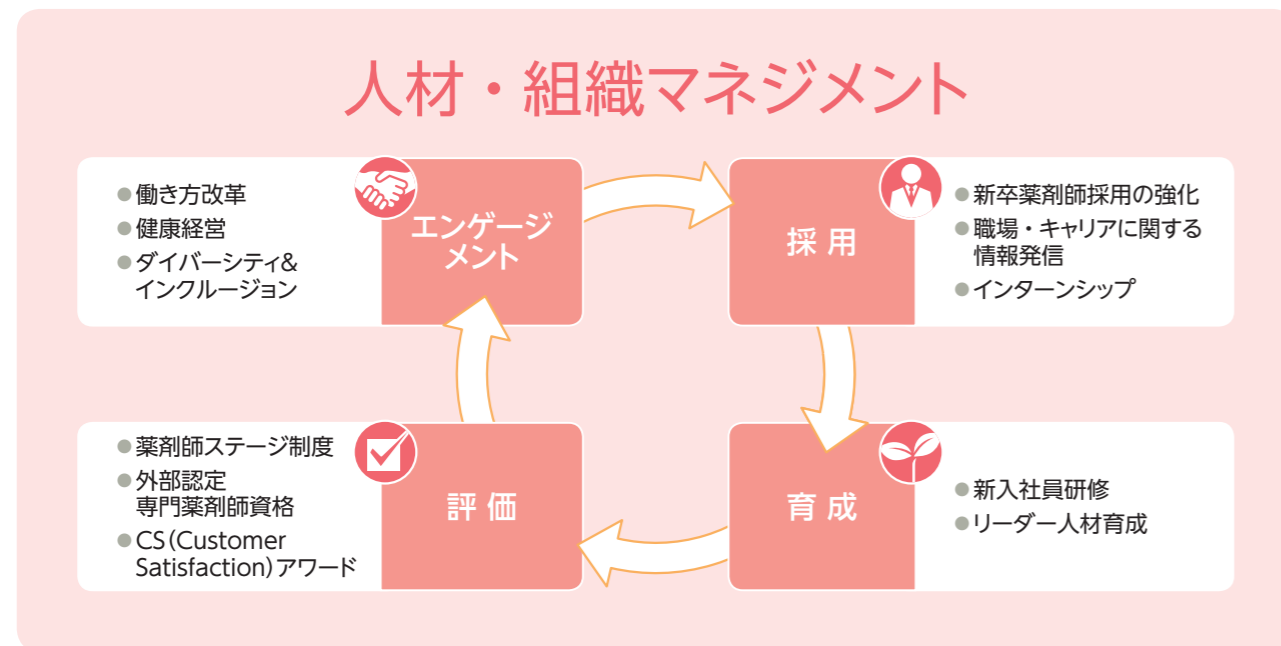 人材・組織マネジメント
●働き方改革
●健康経営
●ダイバーシティ&
インクルージョン
エンゲージ
メント
採 用
●新卒薬剤師採用の強化
●職場・キャリアに関する
情報発信
●インターンシップ
●薬剤師ステージ制度
●外部認定
専門薬剤師資格
●CS(Customer
Satisfaction)アワード
評 価
育 成
●新入社員研修
●リーダー人材育成